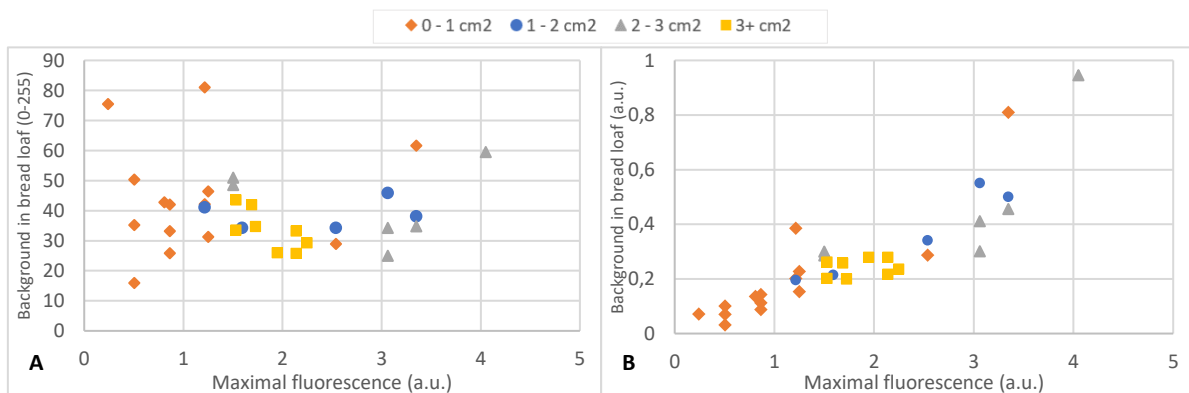 0 - 1 cm2 1 - 2 cm2 2 - 3 cm2 3+ cm2
Background in bread loaf (0-255)
90
80
70
60
50
40
30
20
10
0
0 1 2 3 4 5
A
Maximal fluorescence (a.u.)
Background in bread loaf (a.u.)
1
0,8
0,6
0,4
0,2
0
0 1 2 3 4 5
B
Maximal fluorescence (a.u.)